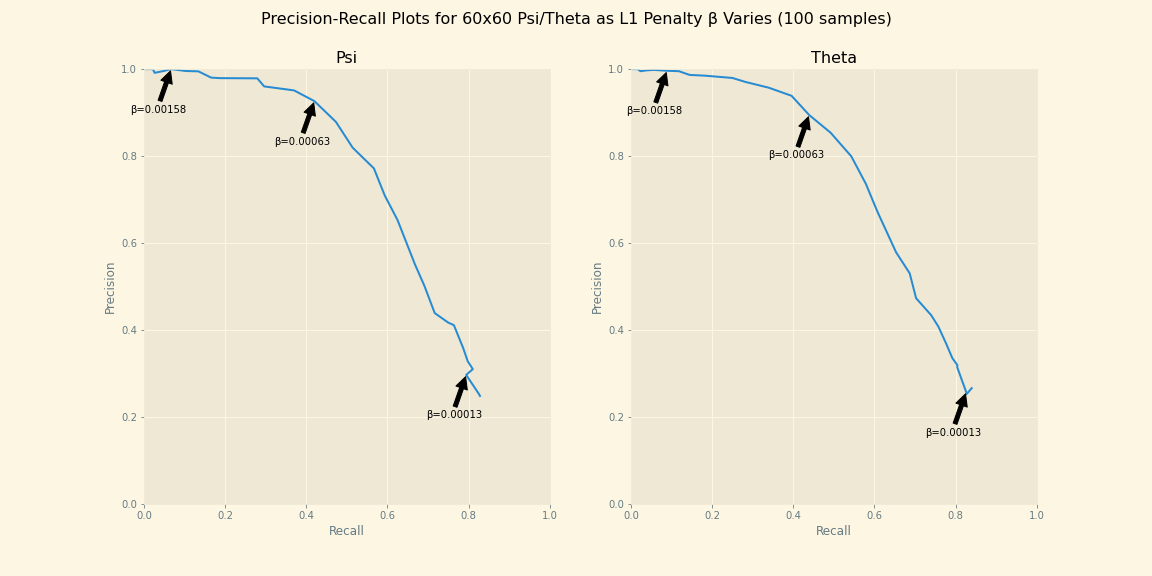 Precision-Recall Plots for 60x60 Psi/Theta as L1 Penalty β Varies (100 samples)
Psi
1.0
0.8
0.6
0.4
0.2
0.0
Precision
β=0.00158
β=0.00063
β=0.00013
0.0 0.2 0.4 0.6 0.8 1.0
Recall
Theta
1.0
0.8
0.6
0.4
0.2
0.0
Precision
β=0.00158
β=0.00063
β=0.00013
0.0 0.2 0.4 0.6 0.8 1.0
Recall